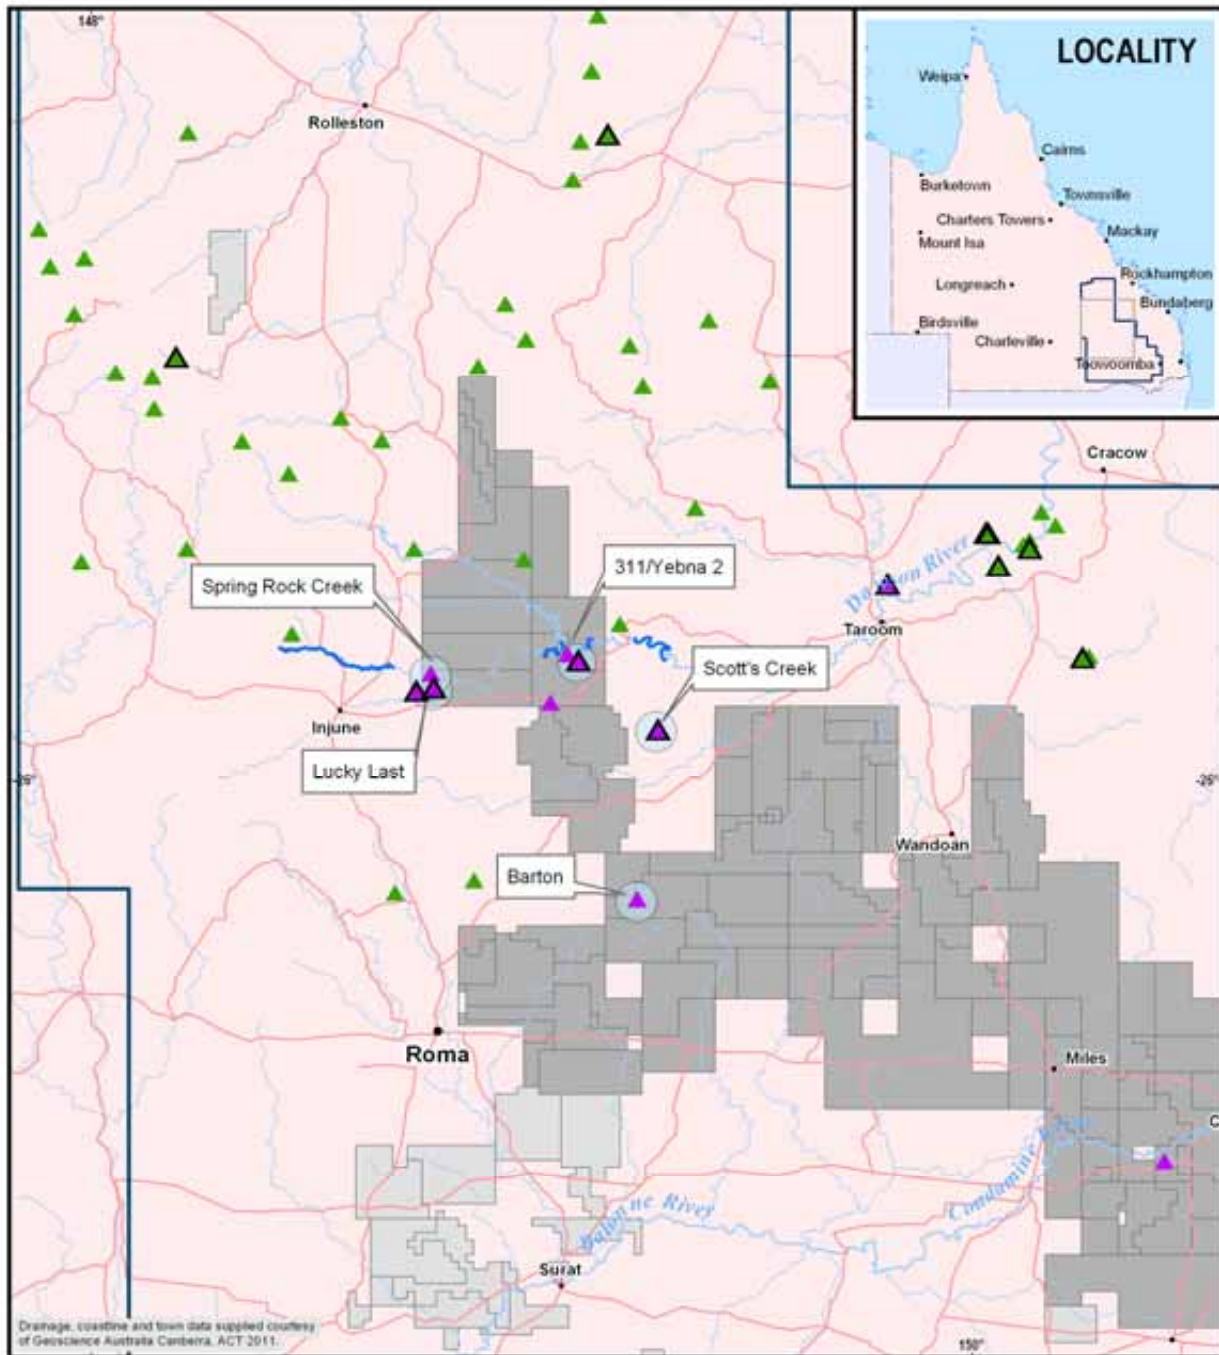 148°
LOCALITY
Weipa
Cairns
Burketown
Townsville
Charters Towers
Mount Isa
Mackay
Rockhampton
Longreach
Bundaberg
Birdsville
Charleville
Toowoomba
Rolleston
Cracow
Spring Rock Creek
311/Yebna 2
Dawson River
Taroom
Scott's Creek
Injune
Lucky Last
-26°
Wandoan
Barton
Roma
Miles
C
Condamine River
Balonne River
Surat
Drainage, coastline and town data supplied courtesy
of Geoscience Australia Canberra, ACT 2011.
150°